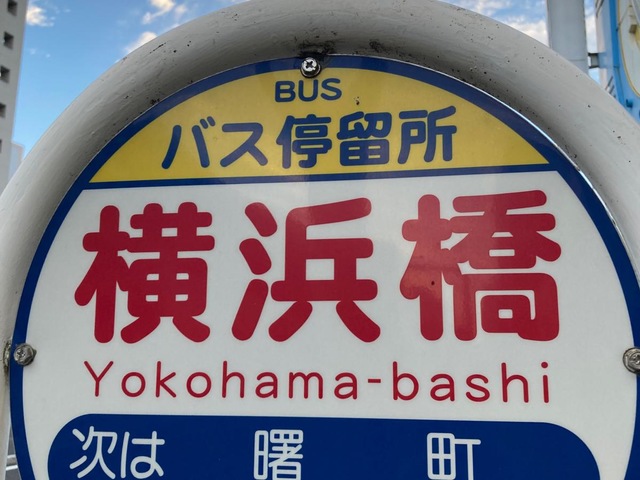 BUS
バス停留所
横浜橋
Yokohama-bashi
次は 曙町